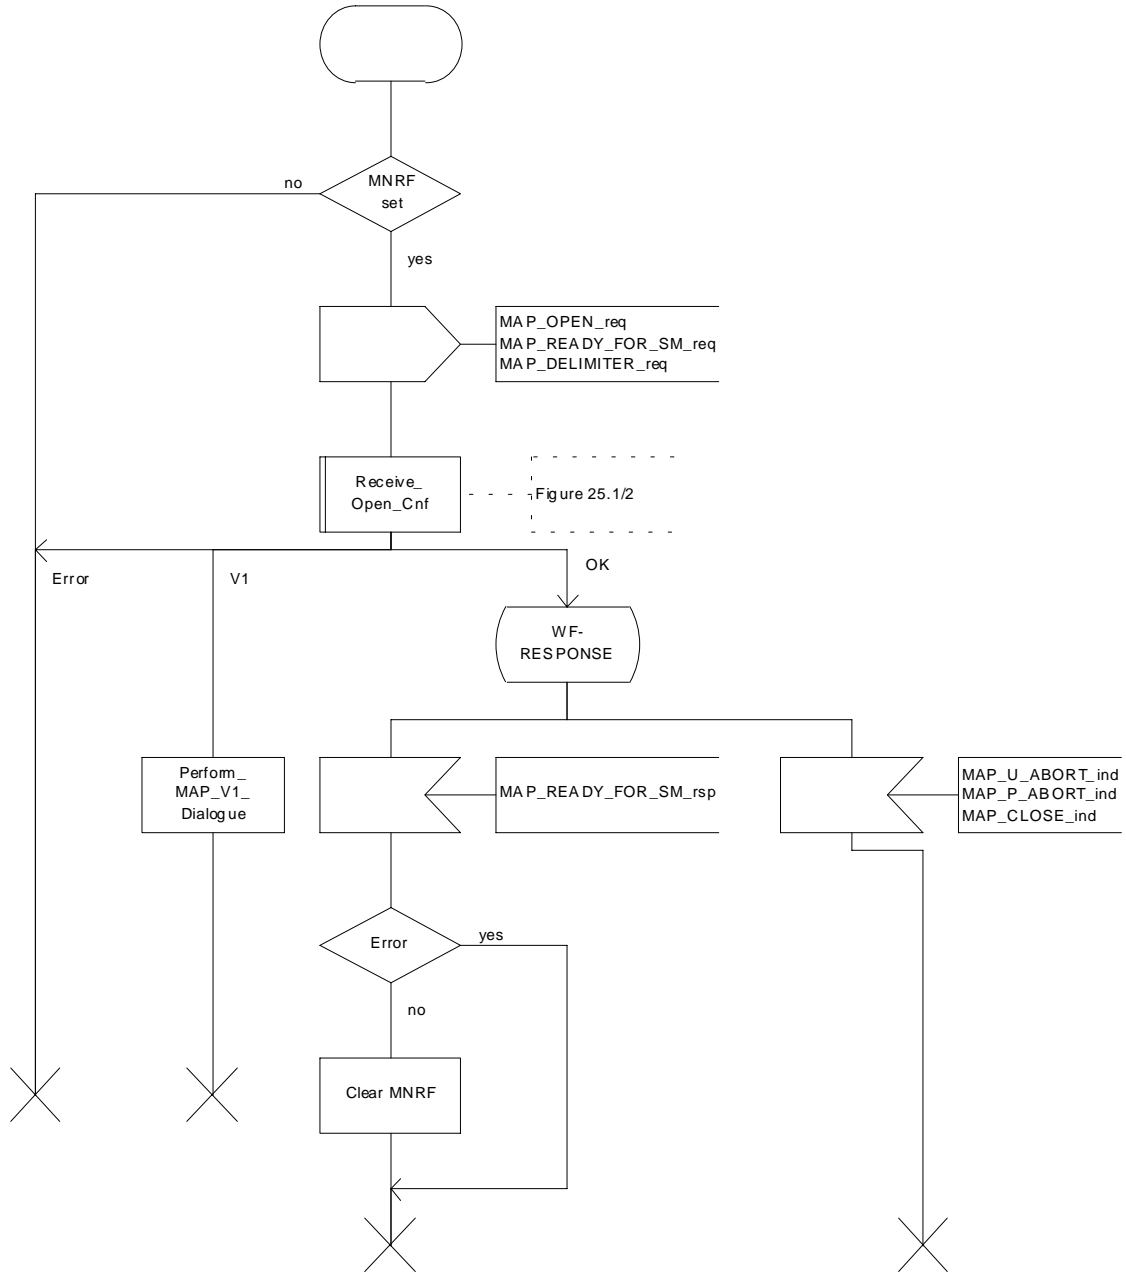 MNRF
set
no
yes
MAP_OPEN_req
MAP_READY_FOR_SM_req
MAP_DELIMITER_req
Receive_
Open_Cnf
Figure 25.1/2
Error
V1
OK
WF-
RESPONSE
Perform_
MAP_V1_
Dialogue
MAP_READY_FOR_SM_rsp
MAP_U_ABORT_ind
MAP_P_ABORT_ind
MAP_CLOSE_ind
Error
yes
no
Clear MNRF